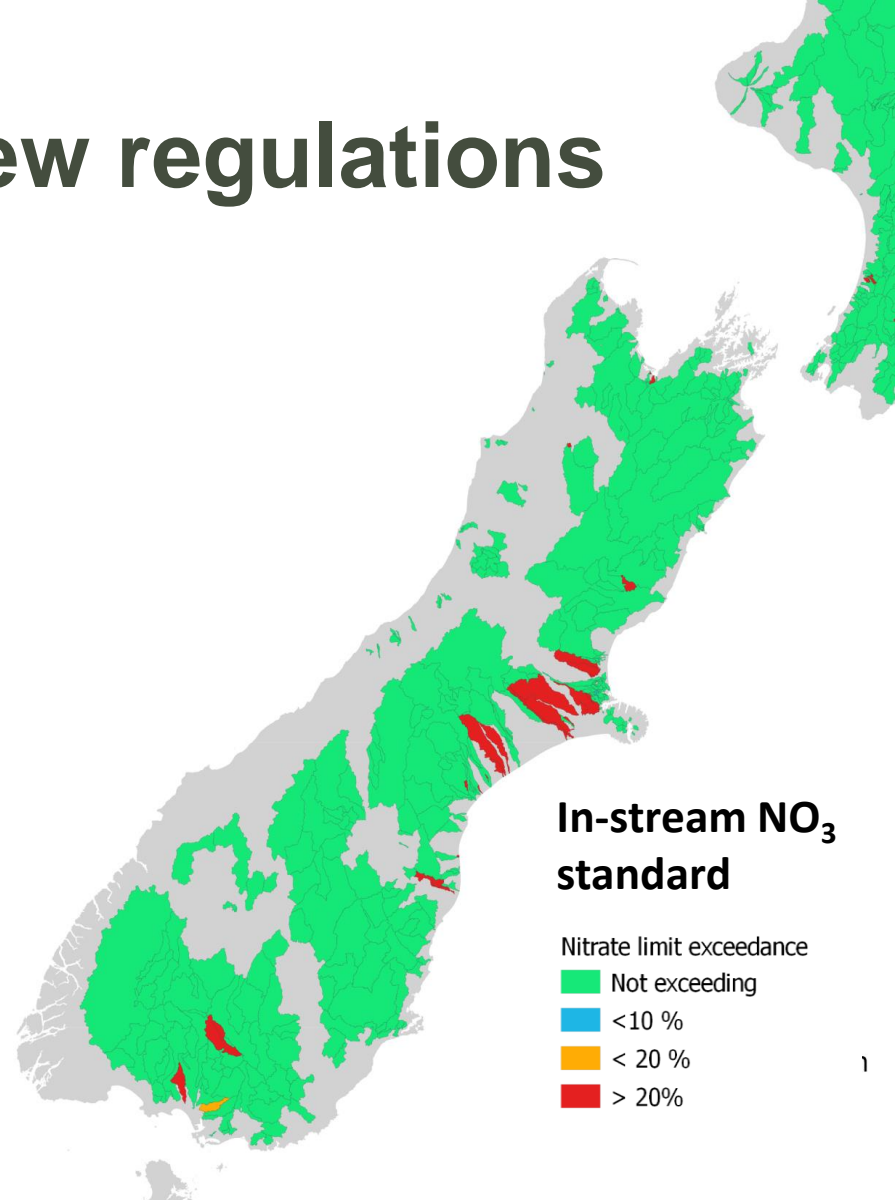 ew regulations
In-stream NO₃
standard
Nitrate limit exceedance
Not exceeding
<10 %
< 20 %
> 20%